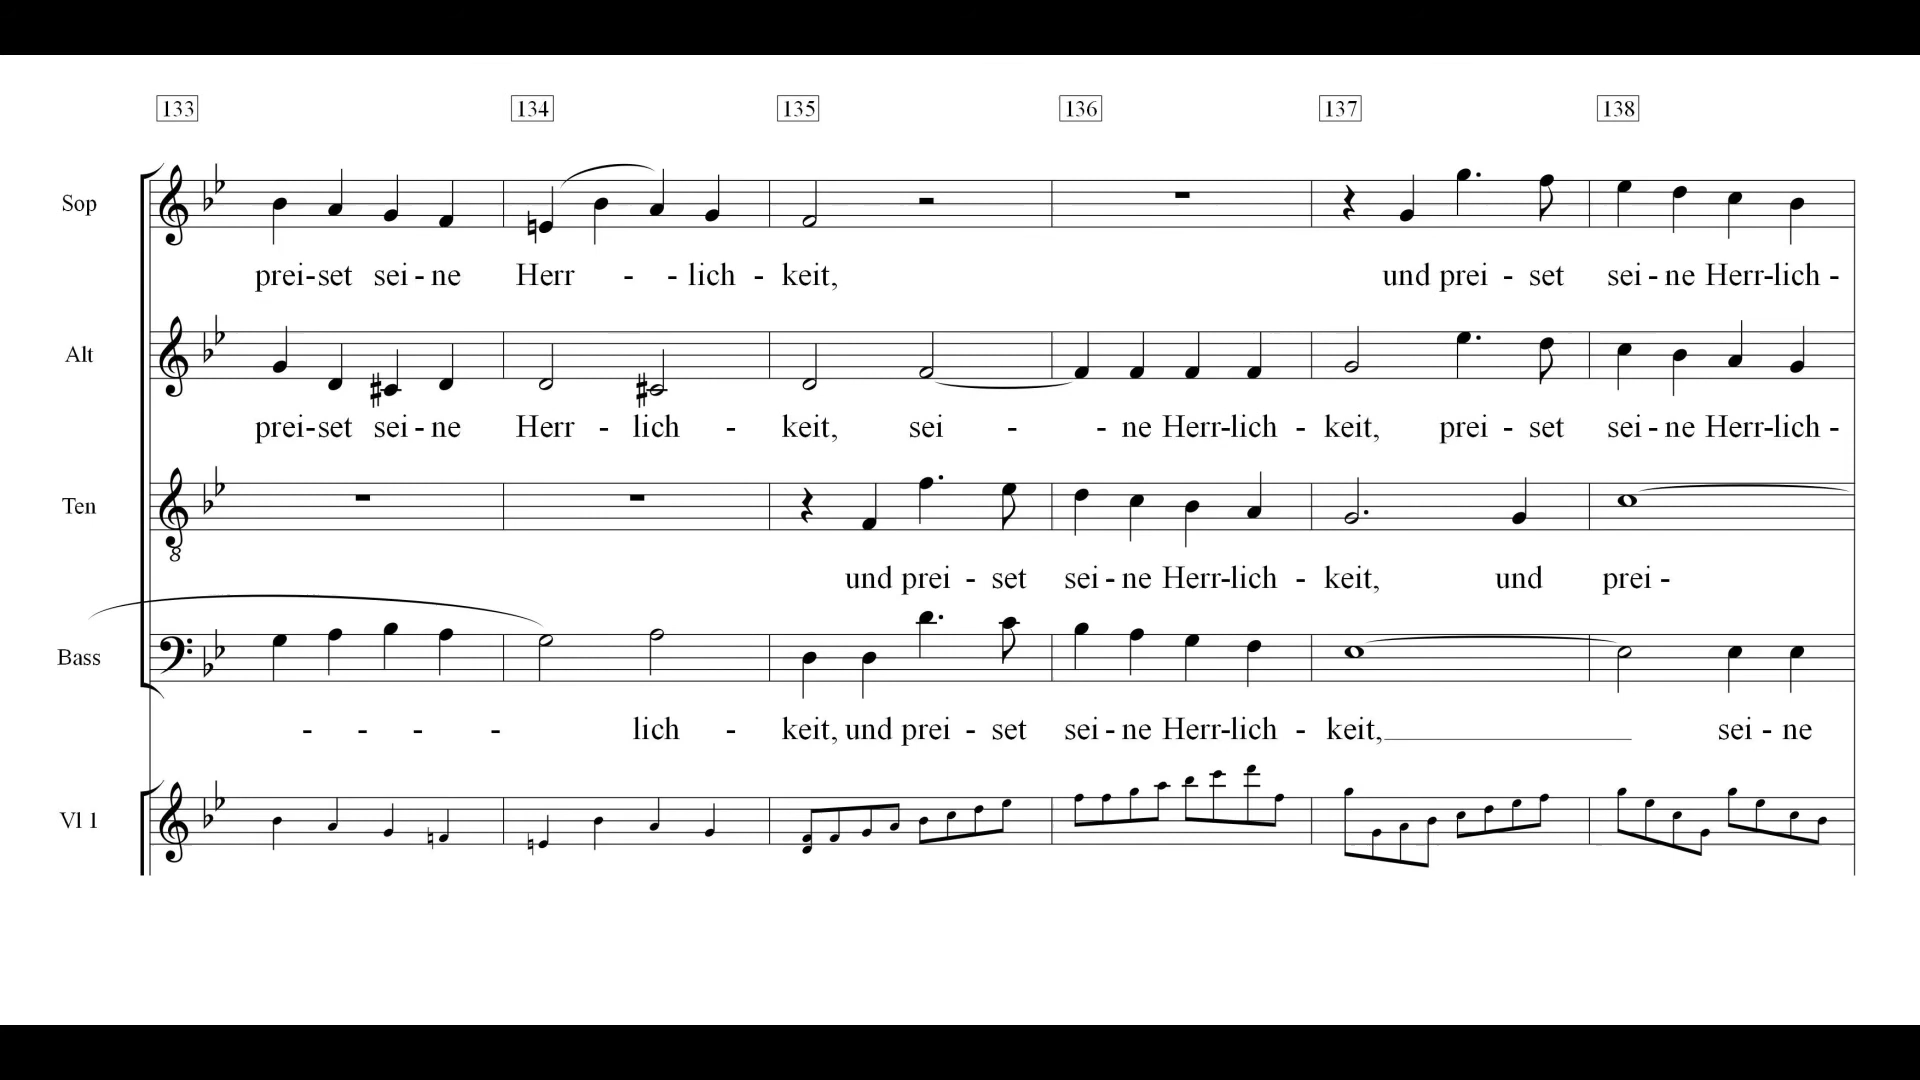 133 134 135 136 137 138
Sop
prei-set sei-ne Herr - - lich - keit, und prei - set sei-ne Herr-lich -
Alt
prei-set sei-ne Herr - lich - keit, sei - - ne Herr-lich - keit, prei - set sei-ne Herr-lich -
Ten
8
und prei - set sei-ne Herr-lich - keit, und prei -
Bass
- - - - lich - keit, und prei - set sei-ne Herr-lich - keit, sei - ne
Vl 1